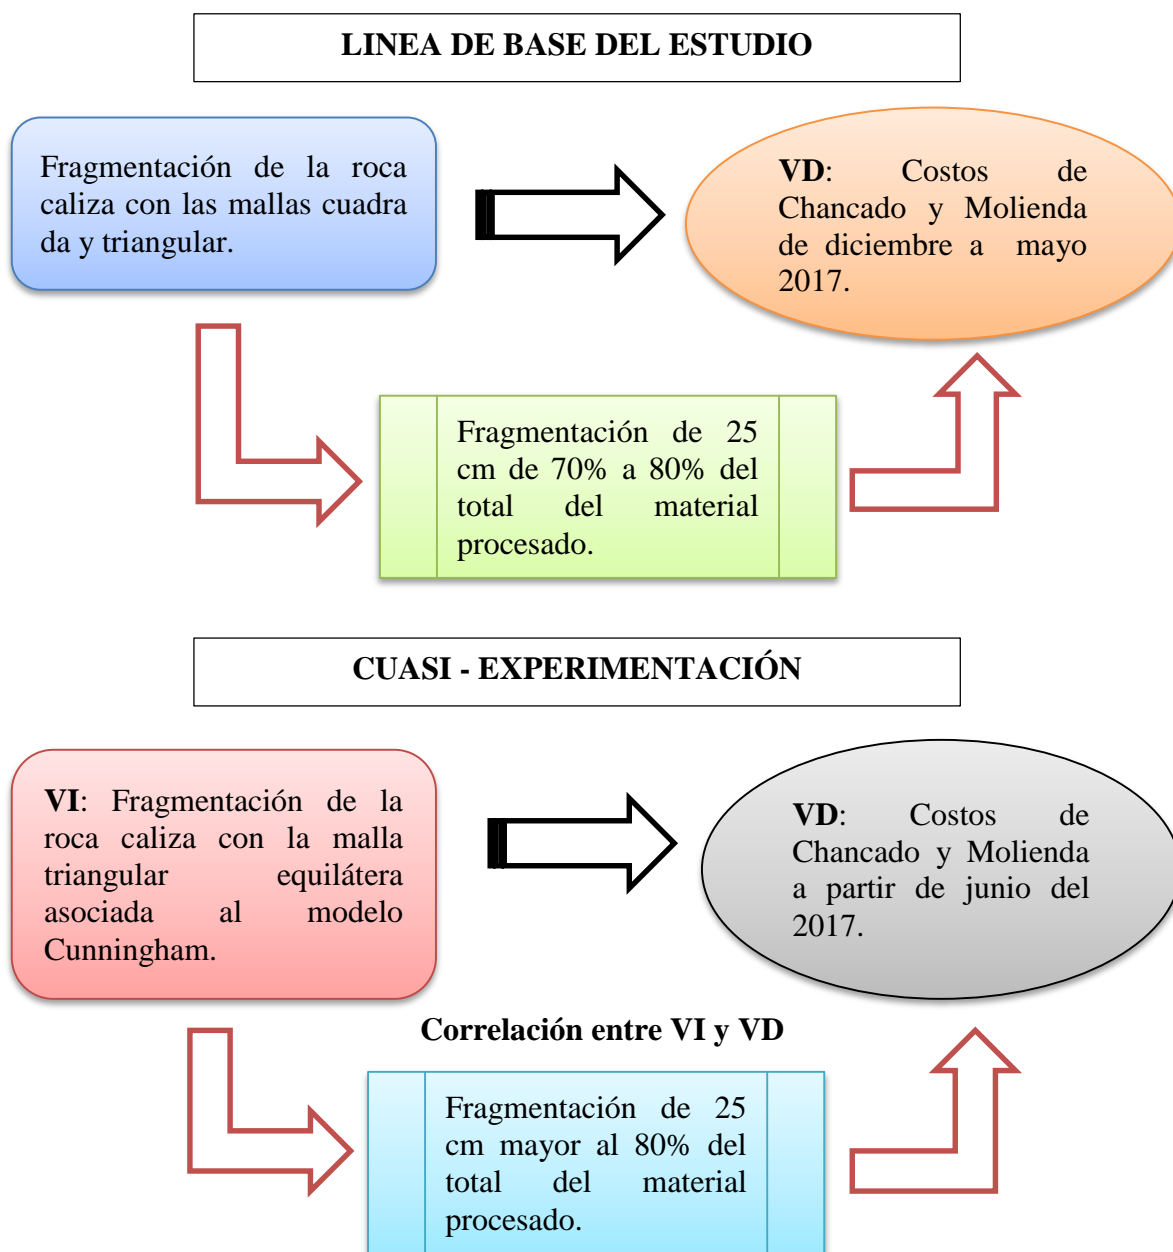 LINEA DE BASE DEL ESTUDIO
Fragmentación de la roca
caliza con las mallas cuadra
da y triangular.
VD: Costos de
Chancado y Molienda
de diciembre a mayo
2017.
Fragmentación de 25
cm de 70% a 80% del
total del material
procesado.
CUASI - EXPERIMENTACIÓN
VI: Fragmentación de la
roca caliza con la malla
triangular equilátera
asociada al modelo
Cunningham.
VD: Costos de
Chancado y Molienda
a partir de junio del
2017.
Correlación entre VI y VD
Fragmentación de 25
cm mayor al 80% del
total del material
procesado.